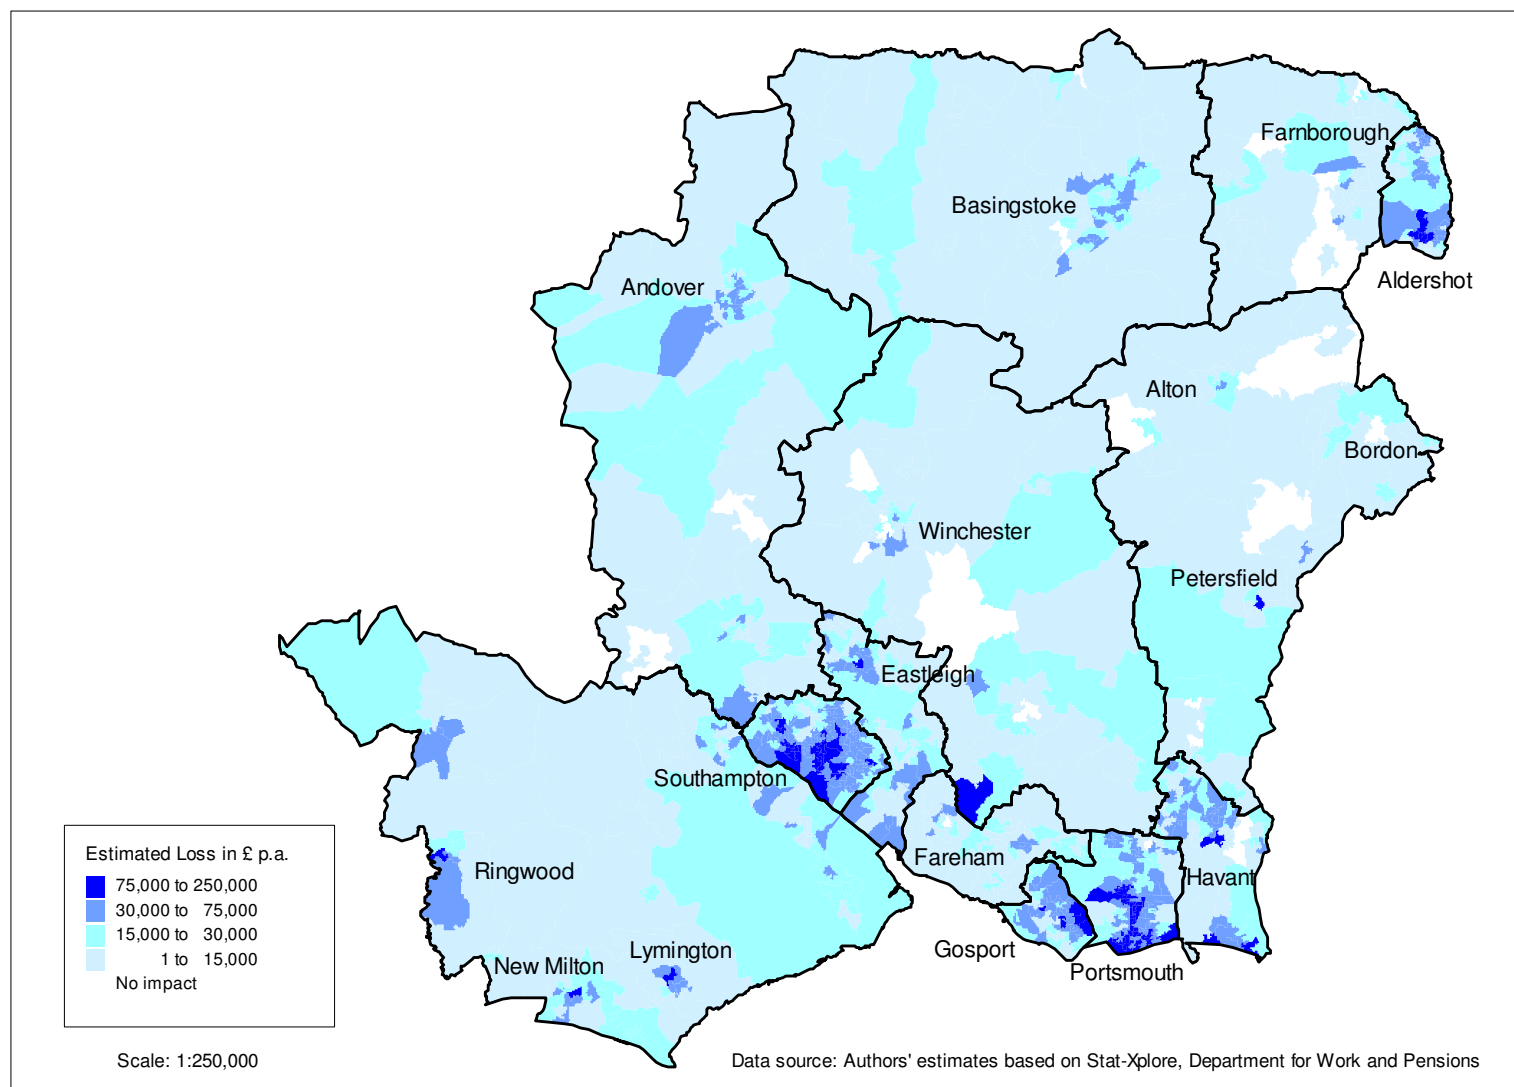 Farnborough
Basingstoke
Aldershot
Andover
Alton
Bordon
Winchester
Petersfield
Eastleigh
Southampton
Estimated Loss in £ p.a.
75,000 to 250,000
30,000 to 75,000
15,000 to 30,000
1 to 15,000
No impact
Ringwood
Fareham
Havant
Lymington
New Milton
Gosport
Portsmouth
Scale: 1:250,000
Data source: Authors' estimates based on Stat-Xplore, Department for Work and Pensions